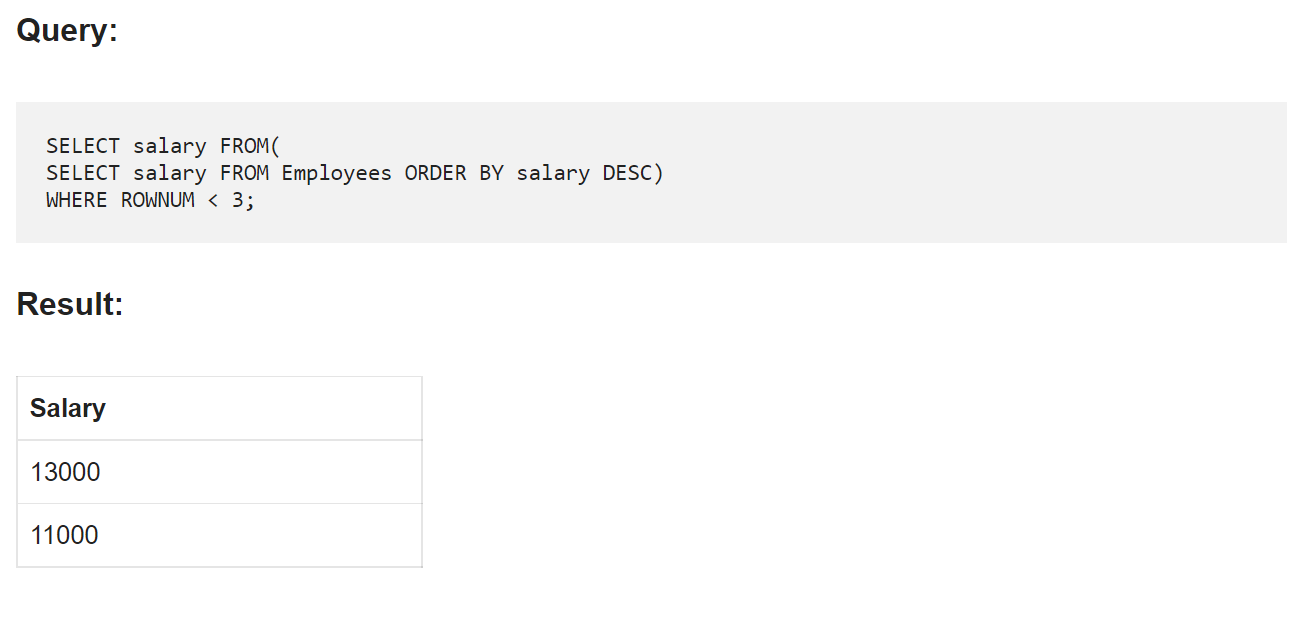 Query:
SELECT salary FROM(
SELECT salary FROM Employees ORDER BY salary DESC)
WHERE ROWNUM < 3;
Result:
Salary
13000
11000